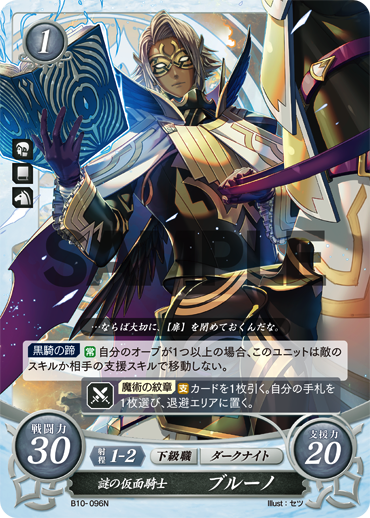 1
SAMPLE
…ならば大切に、【扉】を閉めておくんだな。
黒騎の蹄 常 自分のオーブが1つ以上の場合、このユニットは敵の
スキルか相手の支援スキルで移動しない。
魔術の紋章 支 カードを1枚引く。自分の手札を
1枚選び、退避エリアに置く。
戦闘力
30
射程 1-2 下級職 ダークナイト
支援力
20
謎の仮面騎士 ブルーノ
B10-096N
Illust：セツ